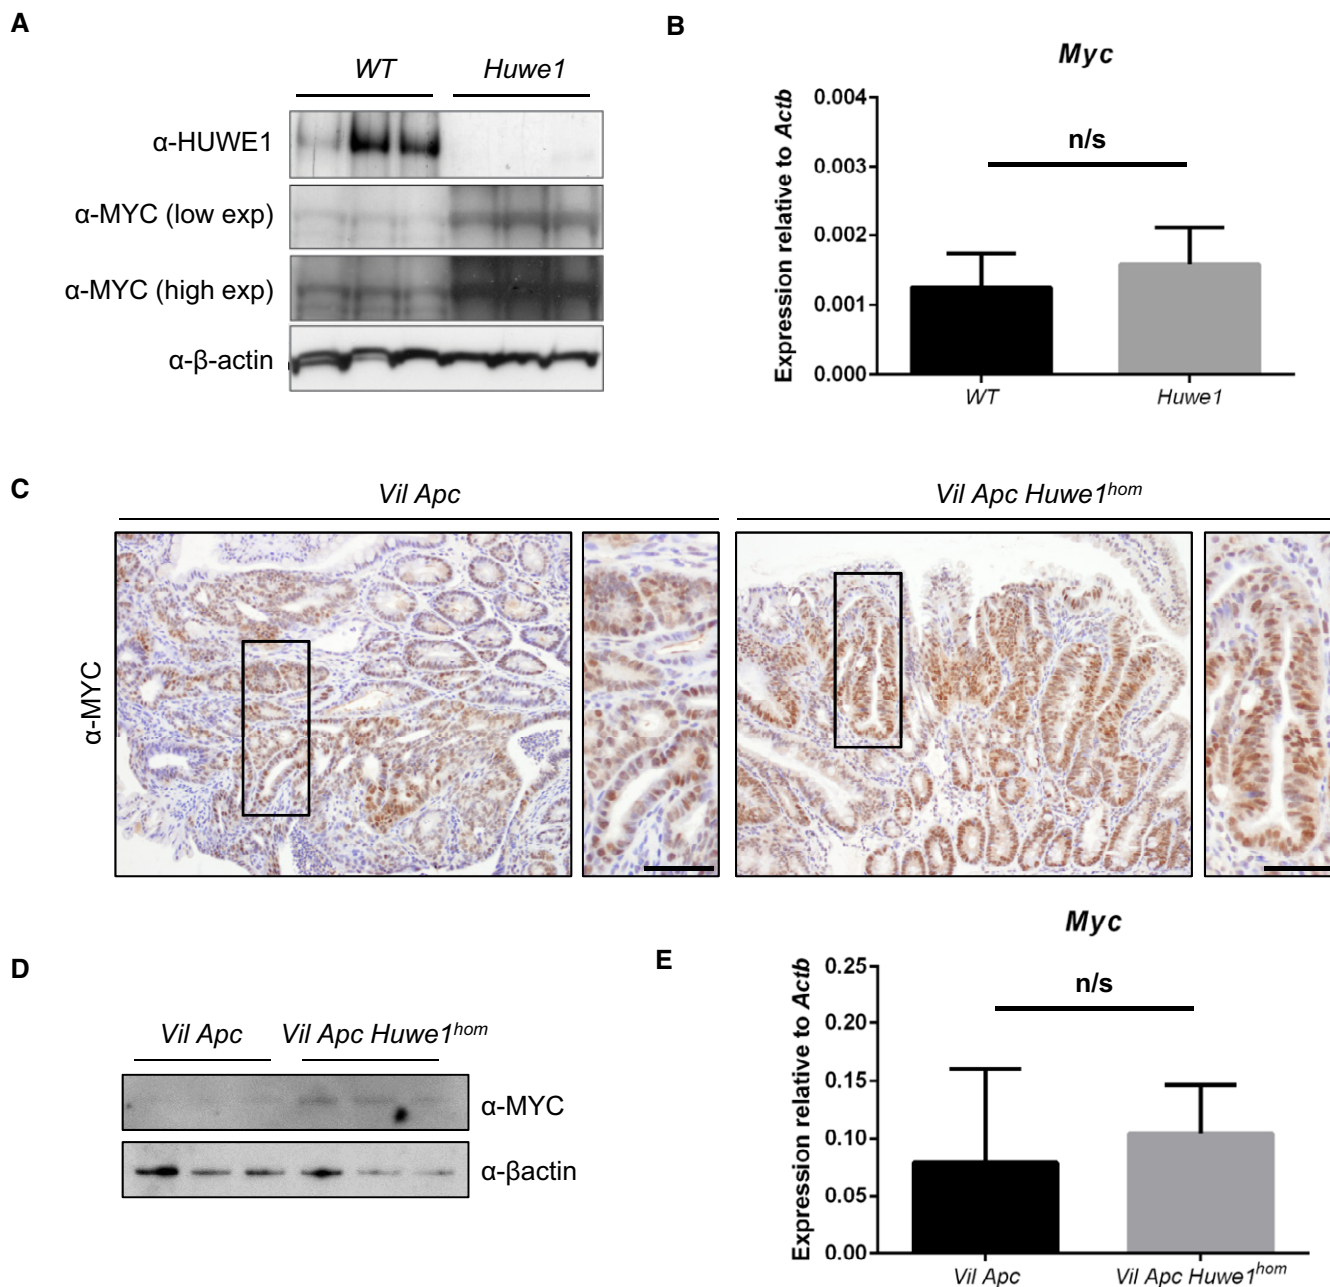 A
WT Huwe1
α-HUWE1
α-MYC (low exp)
α-MYC (high exp)
α-β-actin
B
Myc
Expression relative to Actb
0.004
0.003
0.002
0.001
0.000
n/s
WT Huwe1
C
Vil Apc Vil Apc Huwe1hom
α-MYC
D
Vil Apc Vil Apc Huwe1hom
α-MYC
α-βactin
E
Myc
Expression relative to Actb
0.25
0.20
0.15
0.10
0.05
0.00
n/s
Vil Apc Vil Apc Huwe1hom